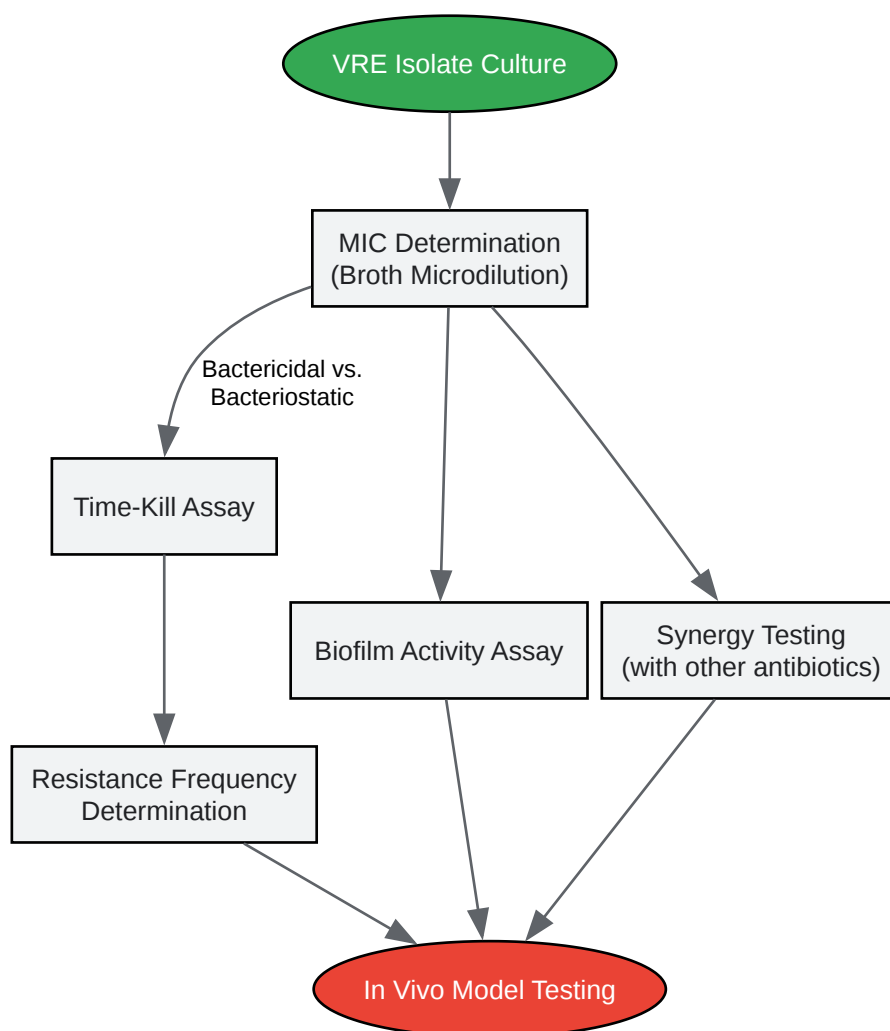 VRE Isolate Culture
MIC Determination
(Broth Microdilution)
Bactericidal vs.
Bacteriostatic
Time-Kill Assay
Biofilm Activity Assay
Synergy Testing
(with other antibiotics)
Resistance Frequency
Determination
In Vivo Model Testing